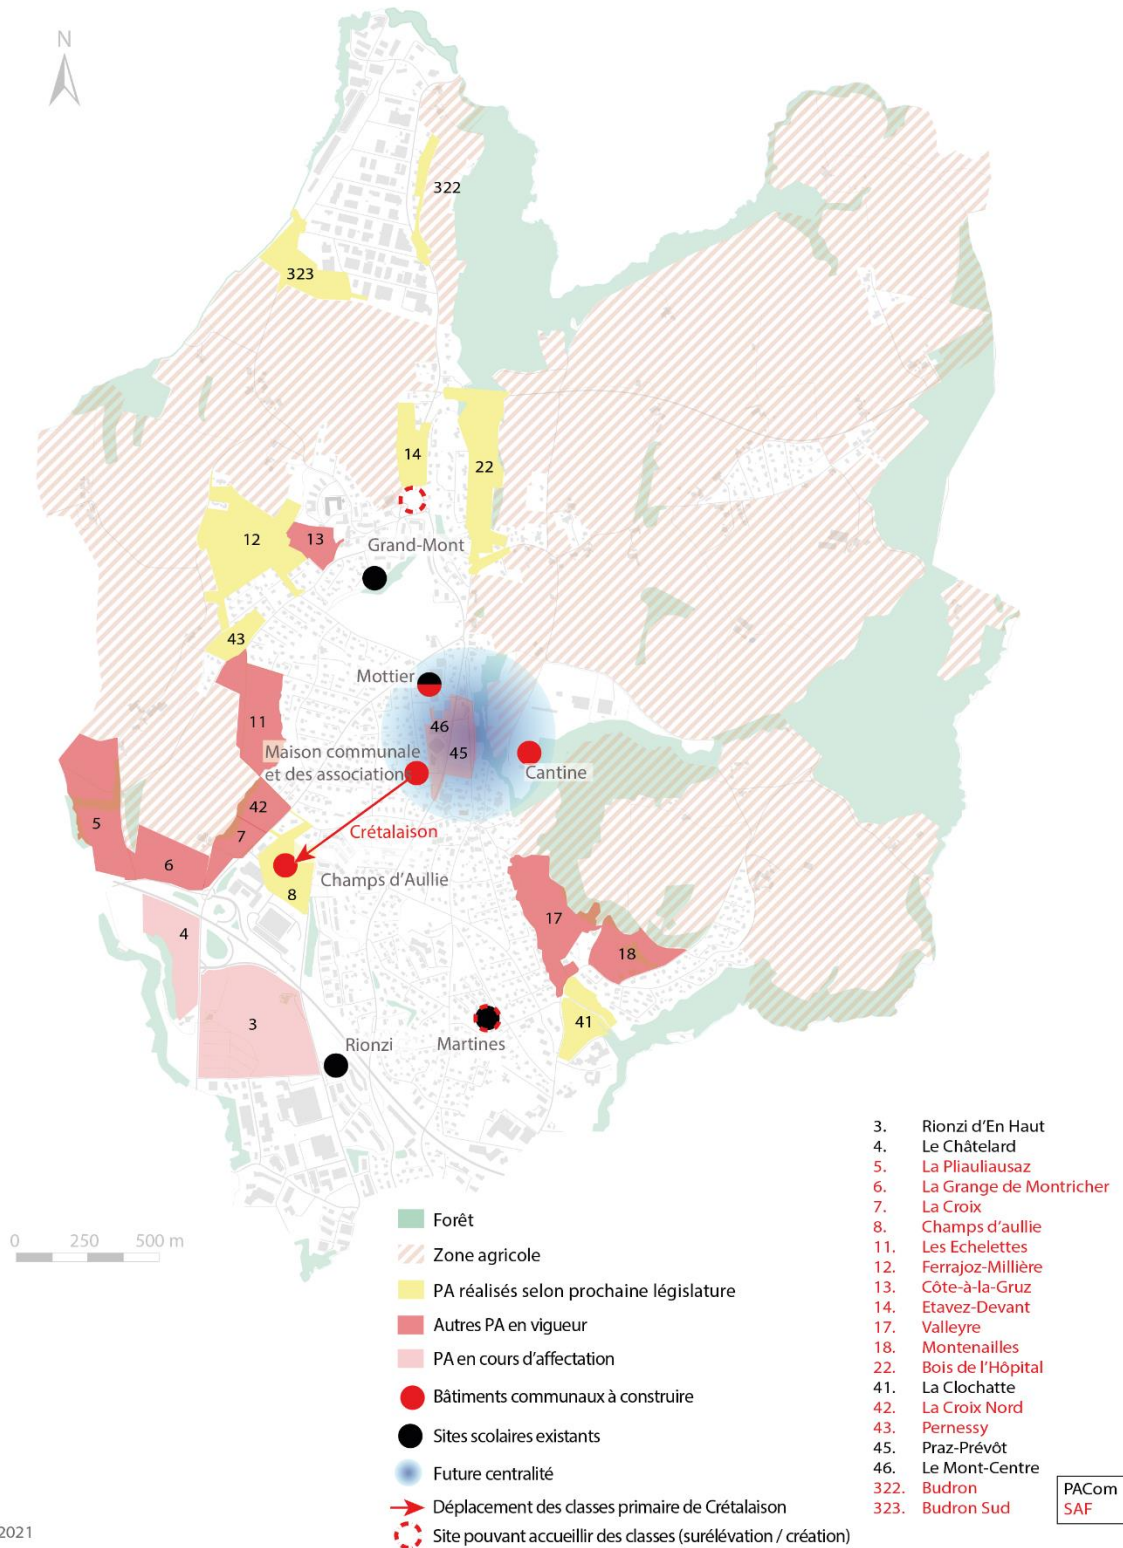 N
322
323
14
22
12
13
Grand-Mont
43
Mottier
11
46
45
Maison communale
et des associations
Cantine
42
5
7
Crétalaison
6
Champs d'Aullie
8
4
17
18
3
41
Rionzi
Martines
0 250 500 m
Forêt
Zone agricole
PA réalisés selon prochaine législature
Autres PA en vigueur
PA en cours d'affectation
Bâtiments communaux à construire
Sites scolaires existants
Future centralité
Déplacement des classes primaire de Crétalaison
Site pouvant accueillir des classes (surélévation / création)
3. Rionzi d'En Haut
4. Le Châtelard
5. La Pliauliausaz
6. La Grange de Montricher
7. La Croix
8. Champs d'aullie
11. Les Echelettes
12. Ferrajoz-Millière
13. Côte-à-la-Gruz
14. Etavez-Devant
17. Valleyre
18. Montenailles
22. Bois de l'Hôpital
41. La Clochatte
42. La Croix Nord
43. Pernessy
45. Praz-Prévôt
46. Le Mont-Centre
322. Budron
323. Budron Sud
PACom
SAF
2021